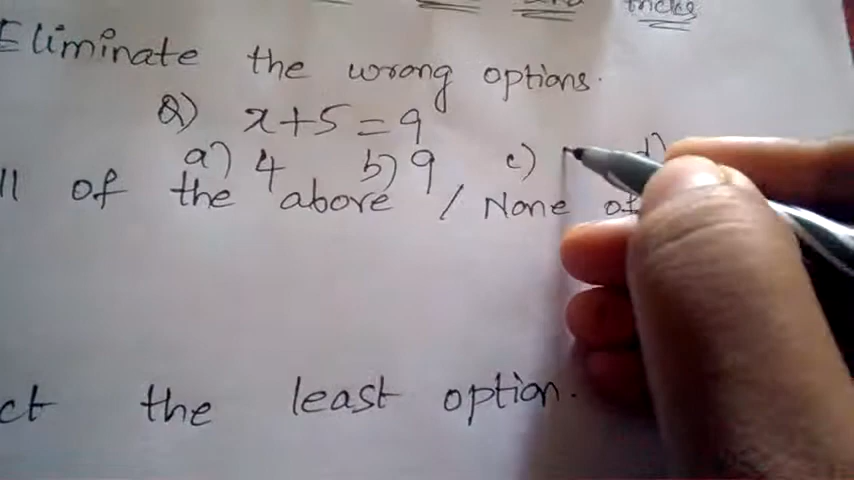 and tricks
Eliminate the wrong options.
Q) x+5=9
a) 4 b) 9 c) d)
ll of the above / None of
ct the least option.